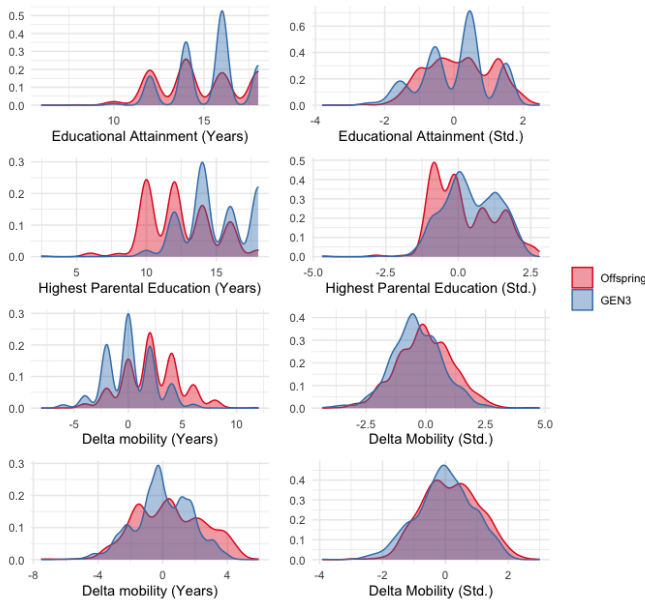 0.5
0.4
0.3
0.2
0.1
0.0
10 15
Educational Attainment (Years)
0.6
0.4
0.2
0.0
-4 -2 0 2
Educational Attainment (Std.)
0.3
0.2
0.1
0.0
5 10 15
Highest Parental Education (Years)
0.5
0.4
0.3
0.2
0.1
0.0
-5.0 -2.5 0.0 2.5
Highest Parental Education (Std.)
Offspring
GEN3
0.3
0.2
0.1
0.0
-5 0 5 10
Delta mobility (Years)
0.4
0.3
0.2
0.1
0.0
-2.5 0.0 2.5 5.0
Delta Mobility (Std.)
0.3
0.2
0.1
0.0
-8 -4 0 4
Delta mobility (Years)
0.4
0.3
0.2
0.1
0.0
-4 -2 0 2
Delta Mobility (Std.)